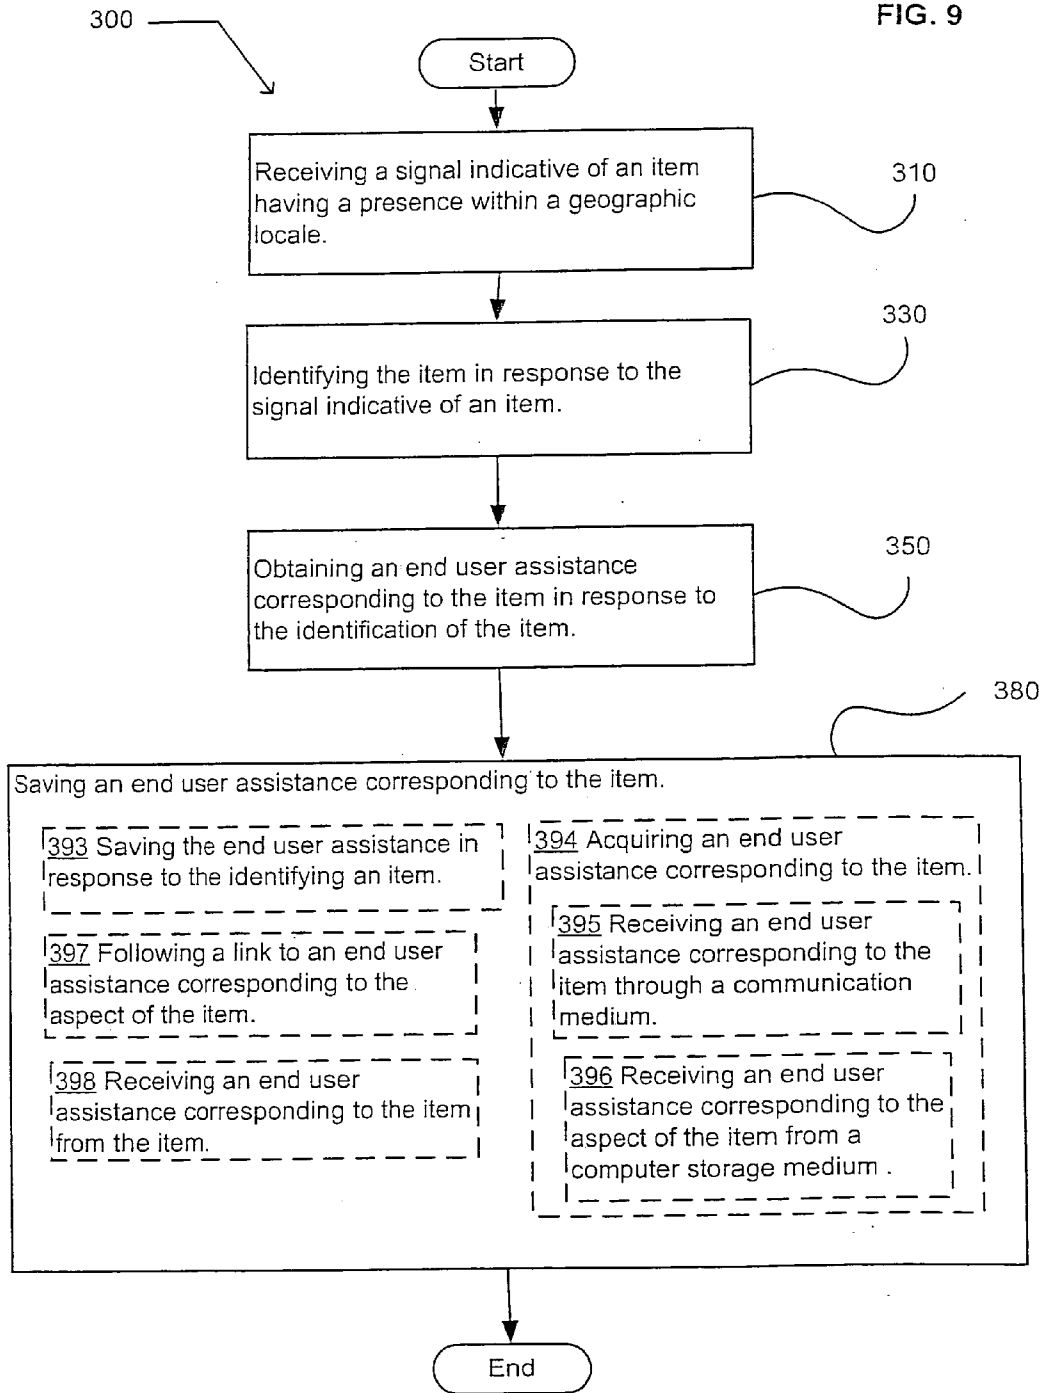 300
FIG. 9
Start
Receiving a signal indicative of an item
having a presence within a geographic
locale.
310
330
Identifying the item in response to the
signal indicative of an item.
350
Obtaining an end user assistance
corresponding to the item in response to
the identification of the item.
380
Saving an end user assistance corresponding to the item.
393 Saving the end user assistance in
response to the identifying an item.
397 Following a link to an end user
assistance corresponding to the
aspect of the item.
398 Receiving an end user
assistance corresponding to the item
from the item.
394 Acquiring an end user
assistance corresponding to the item.
395 Receiving an end user
assistance corresponding to the
item through a communication
medium.
396 Receiving an end user
assistance corresponding to the
aspect of the item from a
computer storage medium .
End